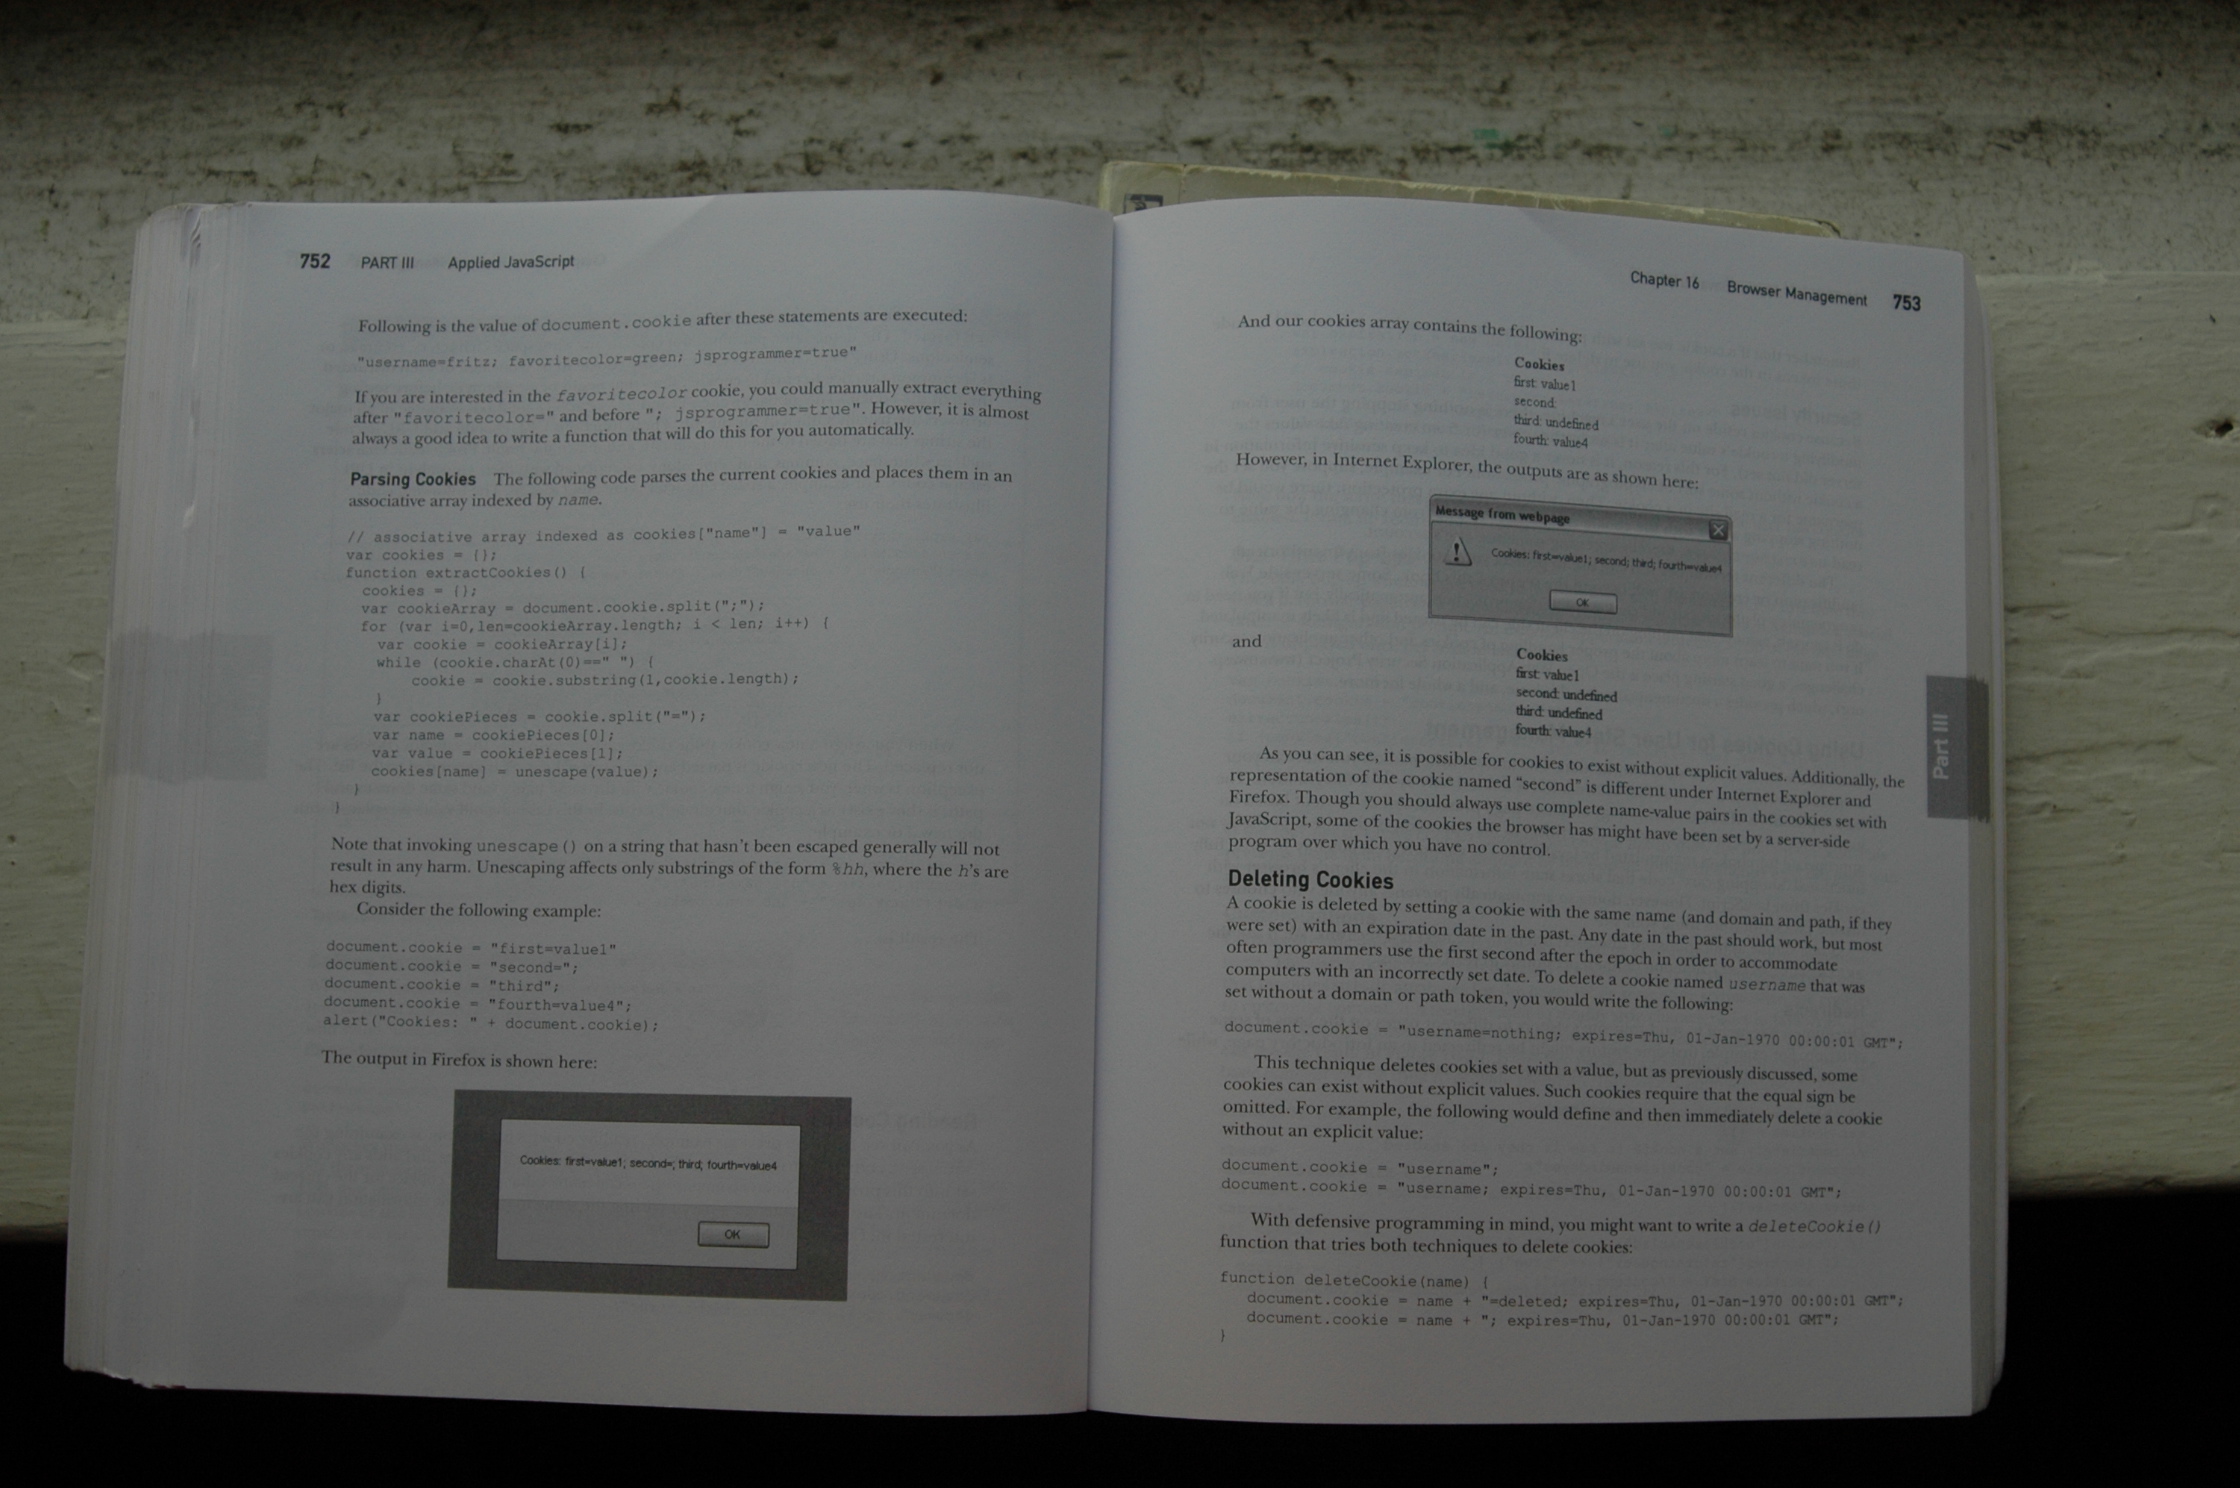 752 PART III Applied JavaScript
Following is the value of document.cookie after these statements are executed:
"username=fritz; favoritecolor=green; jsprogrammer=true"
If you are interested in the favoritecolor cookie, you could manually extract everything
after "favoritecolor=" and before "; jsprogrammer=true". However, it is almost
always a good idea to write a function that will do this for you automatically.
Parsing Cookies The following code parses the current cookies and places them in an
associative array indexed by name.
// associative array indexed as cookies["name"] = "value"
var cookies = {};
function extractCookies() {
cookies = {};
var cookieArray = document.cookie.split(";");
for (var i=0,len=cookieArray.length; i < len; i++) {
var cookie = cookieArray[i];
while (cookie.charAt(0)==" ") {
cookie = cookie.substring(1,cookie.length);
}
var cookiePieces = cookie.split("=");
var name = cookiePieces[0];
var value = cookiePieces[1];
cookies[name] = unescape(value);
}
}
Note that invoking unescape() on a string that hasn't been escaped generally will not
result in any harm. Unescaping affects only substrings of the form %hh, where the h's are
hex digits.
Consider the following example:
document.cookie = "first=value1"
document.cookie = "second=";
document.cookie = "third";
document.cookie = "fourth=value4";
alert("Cookies: " + document.cookie);
The output in Firefox is shown here:
Cookies: first=value1; second=; third; fourth=value4
OK
Chapter 16 Browser Management 753
And our cookies array contains the following:
Cookies
first: value1
second:
third: undefined
fourth: value4
However, in Internet Explorer, the outputs are as shown here:
Message from webpage
Cookies: first=value1; second; third; fourth=value4
OK
and
Cookies
first: value1
second: undefined
third: undefined
fourth: value4
As you can see, it is possible for cookies to exist without explicit values. Additionally, the
representation of the cookie named "second" is different under Internet Explorer and
Firefox. Though you should always use complete name-value pairs in the cookies set with
JavaScript, some of the cookies the browser has might have been set by a server-side
program over which you have no control.
Deleting Cookies
A cookie is deleted by setting a cookie with the same name (and domain and path, if they
were set) with an expiration date in the past. Any date in the past should work, but most
often programmers use the first second after the epoch in order to accommodate
computers with an incorrectly set date. To delete a cookie named username that was
set without a domain or path token, you would write the following:
document.cookie = "username=nothing; expires=Thu, 01-Jan-1970 00:00:01 GMT";
This technique deletes cookies set with a value, but as previously discussed, some
cookies can exist without explicit values. Such cookies require that the equal sign be
omitted. For example, the following would define and then immediately delete a cookie
without an explicit value:
document.cookie = "username";
document.cookie = "username; expires=Thu, 01-Jan-1970 00:00:01 GMT";
With defensive programming in mind, you might want to write a deleteCookie()
function that tries both techniques to delete cookies:
function deleteCookie(name) {
document.cookie = name + "=deleted; expires=Thu, 01-Jan-1970 00:00:01 GMT";
document.cookie = name + "; expires=Thu, 01-Jan-1970 00:00:01 GMT";
}
Part III